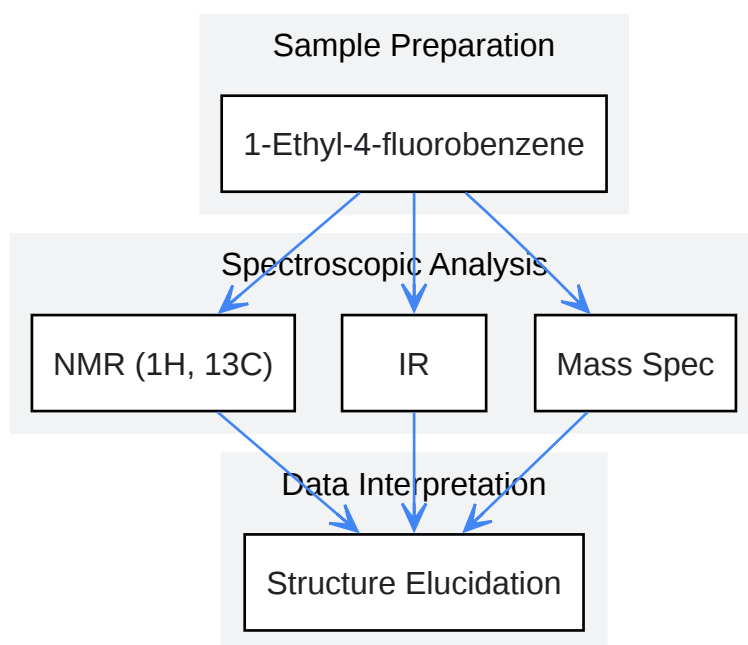 Sample Preparation
1-Ethyl-4-fluorobenzene
Spectroscopic Analysis
NMR (1H, 13C)
IR
Mass Spec
Data Interpretation
Structure Elucidation